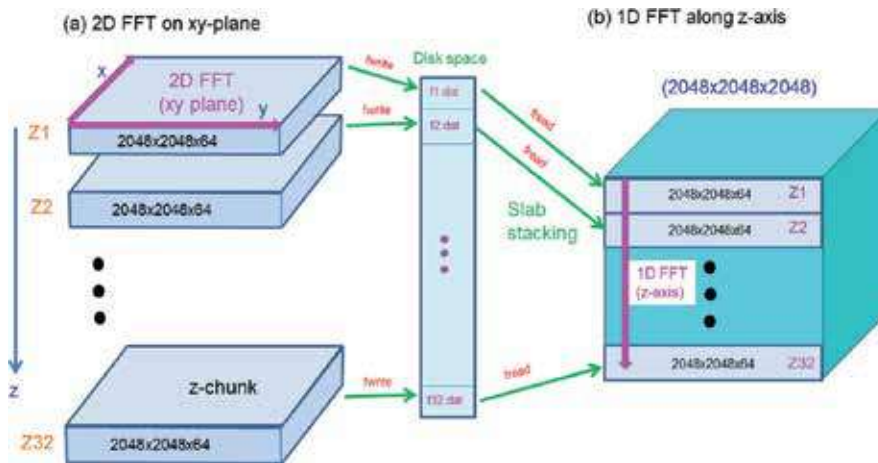 (a) 2D FFT on xy-plane
(b) 1D FFT along z-axis
Disk space
(2048x2048x2048)
x
2D FFT
(xy plane)
y
fwrite
f1.dat
fread
Z1
2048x2048x64
fwrite
f2.dat
fread
2048x2048x64 Z1
Z2
2048x2048x64
Slab
stacking
2048x2048x64 Z2
1D FFT
(z-axis)
z
z-chunk
fwrite
f32.dat
fread
2048x2048x64 Z32
Z32
2048x2048x64